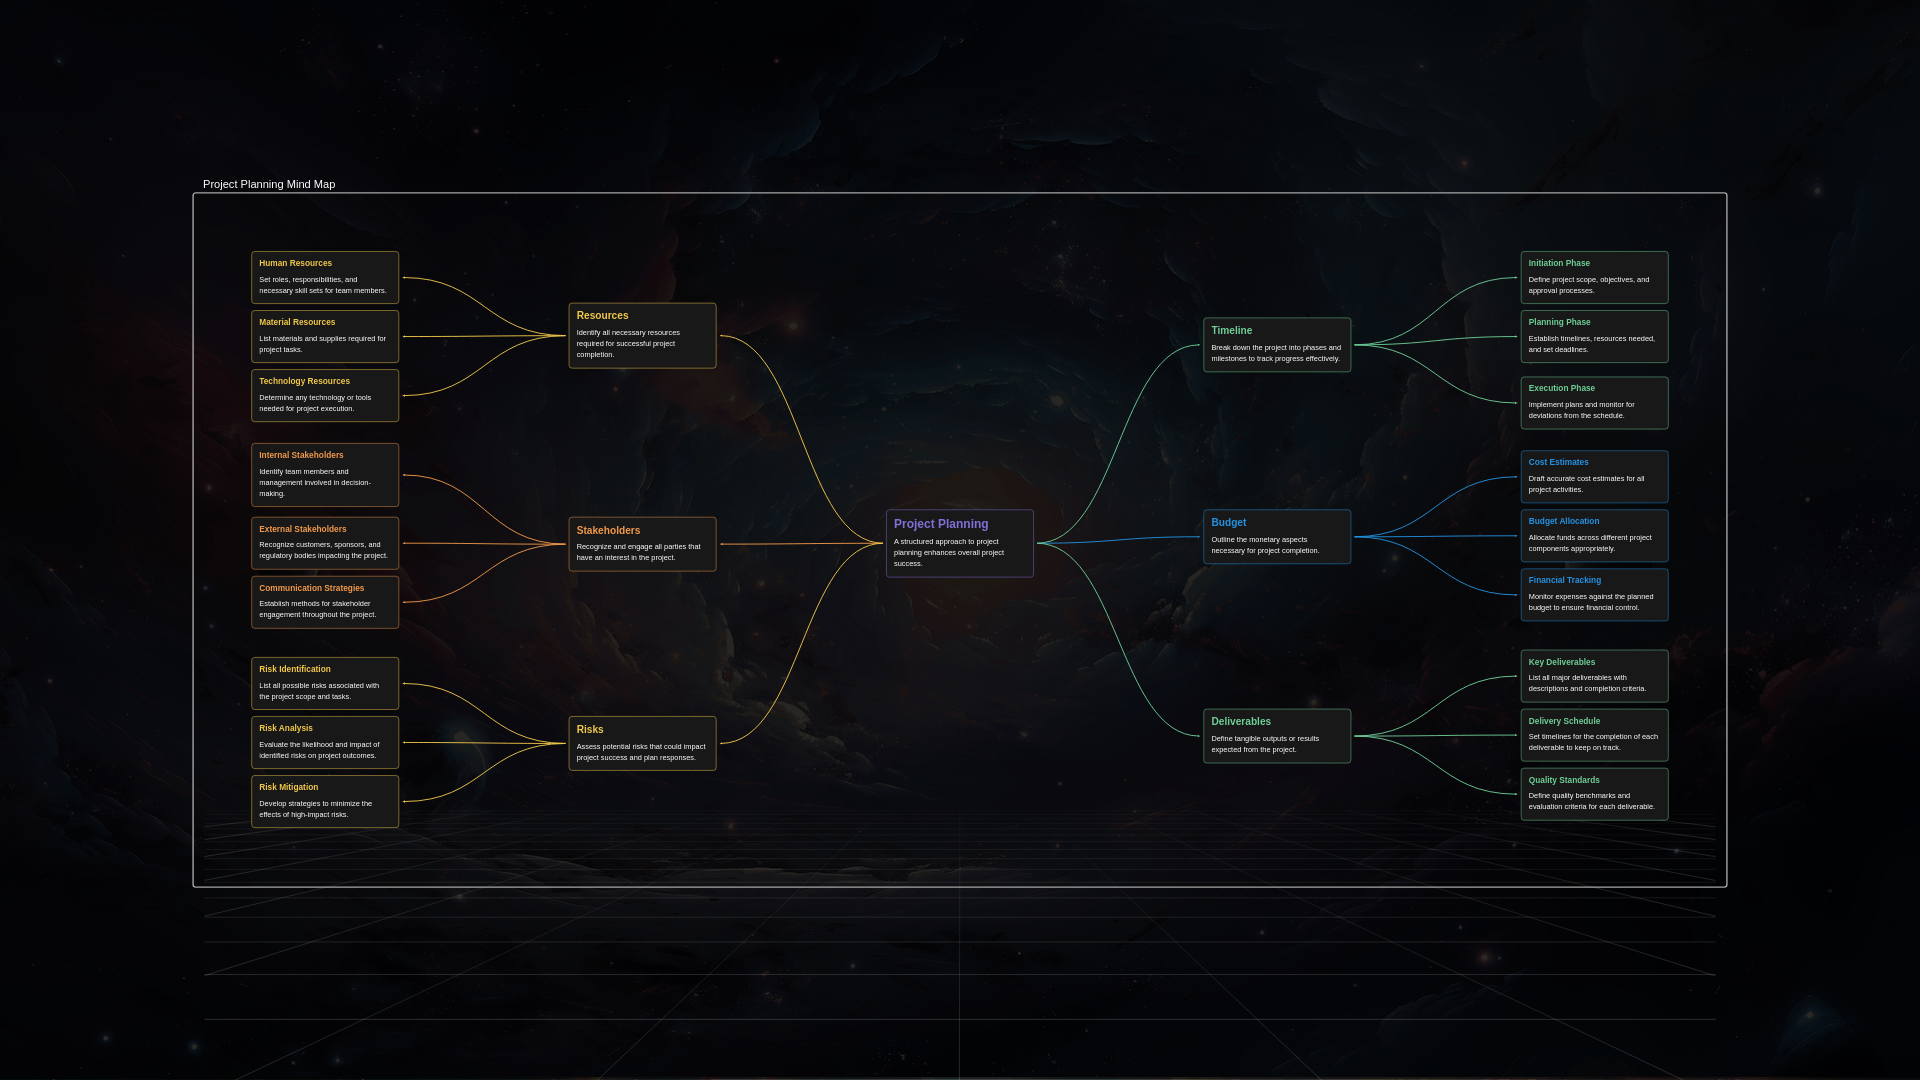 Project Planning Mind Map
Human Resources
Set roles, responsibilities, and
necessary skill sets for team members.
Material Resources
List materials and supplies required for
project tasks.
Technology Resources
Determine any technology or tools
needed for project execution.
Internal Stakeholders
Identify team members and
management involved in decision-
making.
External Stakeholders
Recognize customers, sponsors, and
regulatory bodies impacting the project.
Communication Strategies
Establish methods for stakeholder
engagement throughout the project.
Risk Identification
List all possible risks associated with
the project scope and tasks.
Risk Analysis
Evaluate the likelihood and impact of
identified risks on project outcomes.
Risk Mitigation
Develop strategies to minimize the
effects of high-impact risks.
Resources
Identify all necessary resources
required for successful project
completion.
Stakeholders
Recognize and engage all parties that
have an interest in the project.
Risks
Assess potential risks that could impact
project success and plan responses.
Project Planning
A structured approach to project
planning enhances overall project
success.
Timeline
Break down the project into phases and
milestones to track progress effectively.
Budget
Outline the monetary aspects
necessary for project completion.
Deliverables
Define tangible outputs or results
expected from the project.
Initiation Phase
Define project scope, objectives, and
approval processes.
Planning Phase
Establish timelines, resources needed,
and set deadlines.
Execution Phase
Implement plans and monitor for
deviations from the schedule.
Cost Estimates
Draft accurate cost estimates for all
project activities.
Budget Allocation
Allocate funds across different project
components appropriately.
Financial Tracking
Monitor expenses against the planned
budget to ensure financial control.
Key Deliverables
List all major deliverables with
descriptions and completion criteria.
Delivery Schedule
Set timelines for the completion of each
deliverable to keep on track.
Quality Standards
Define quality benchmarks and
evaluation criteria for each deliverable.